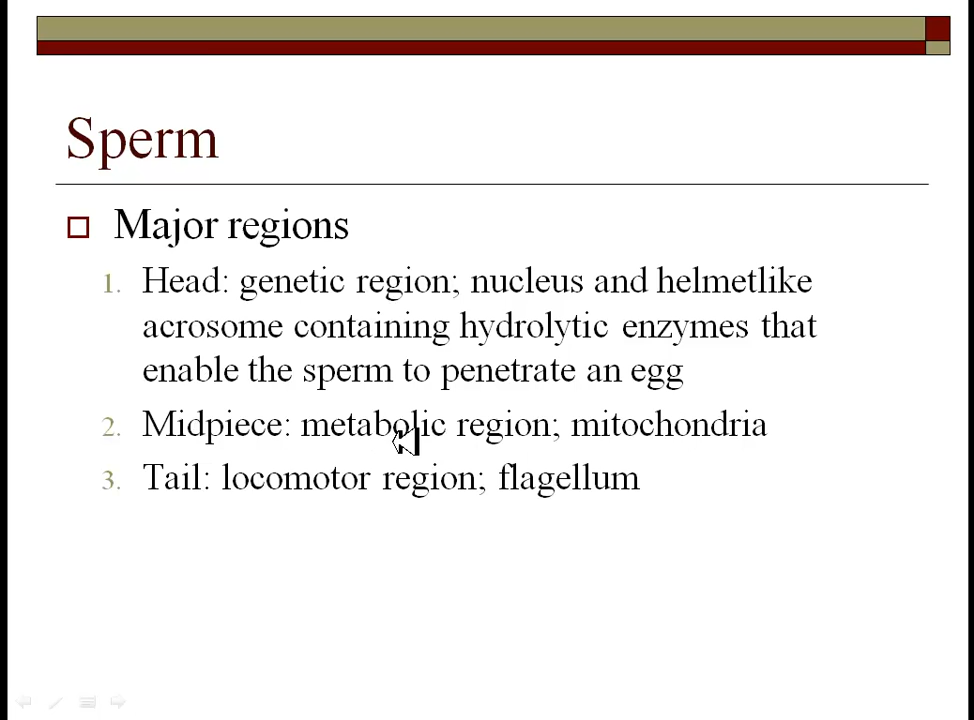 Sperm
Major regions
1. Head: genetic region; nucleus and helmetlike
acrosome containing hydrolytic enzymes that
enable the sperm to penetrate an egg
2. Midpiece: metabolic region; mitochondria
3. Tail: locomotor region; flagellum